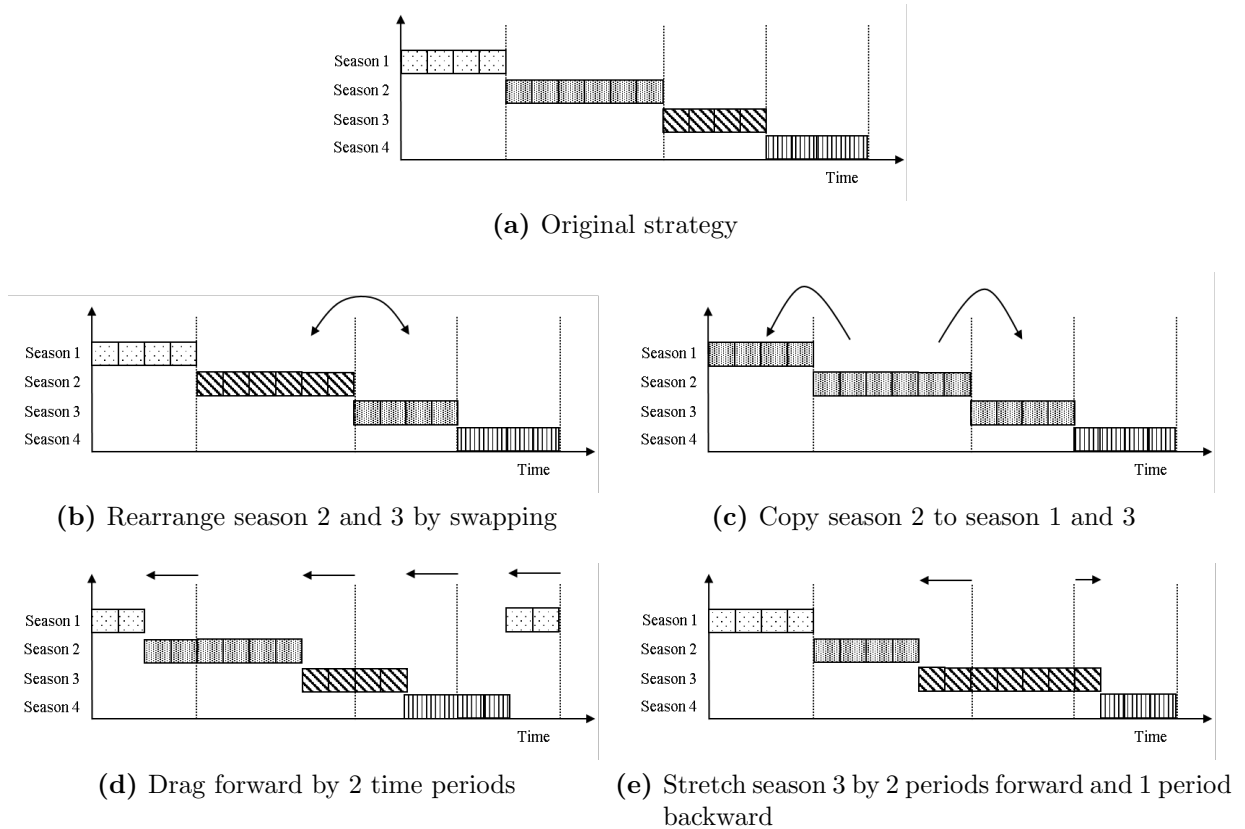 Season 1
Season 2
Season 3
Season 4
Time
(a) Original strategy
Season 1
Season 2
Season 3
Season 4
Time
(b) Rearrange season 2 and 3 by swapping
Season 1
Season 2
Season 3
Season 4
Time
(c) Copy season 2 to season 1 and 3
Season 1
Season 2
Season 3
Season 4
Time
(d) Drag forward by 2 time periods
Season 1
Season 2
Season 3
Season 4
Time
(e) Stretch season 3 by 2 periods forward and 1 period
backward